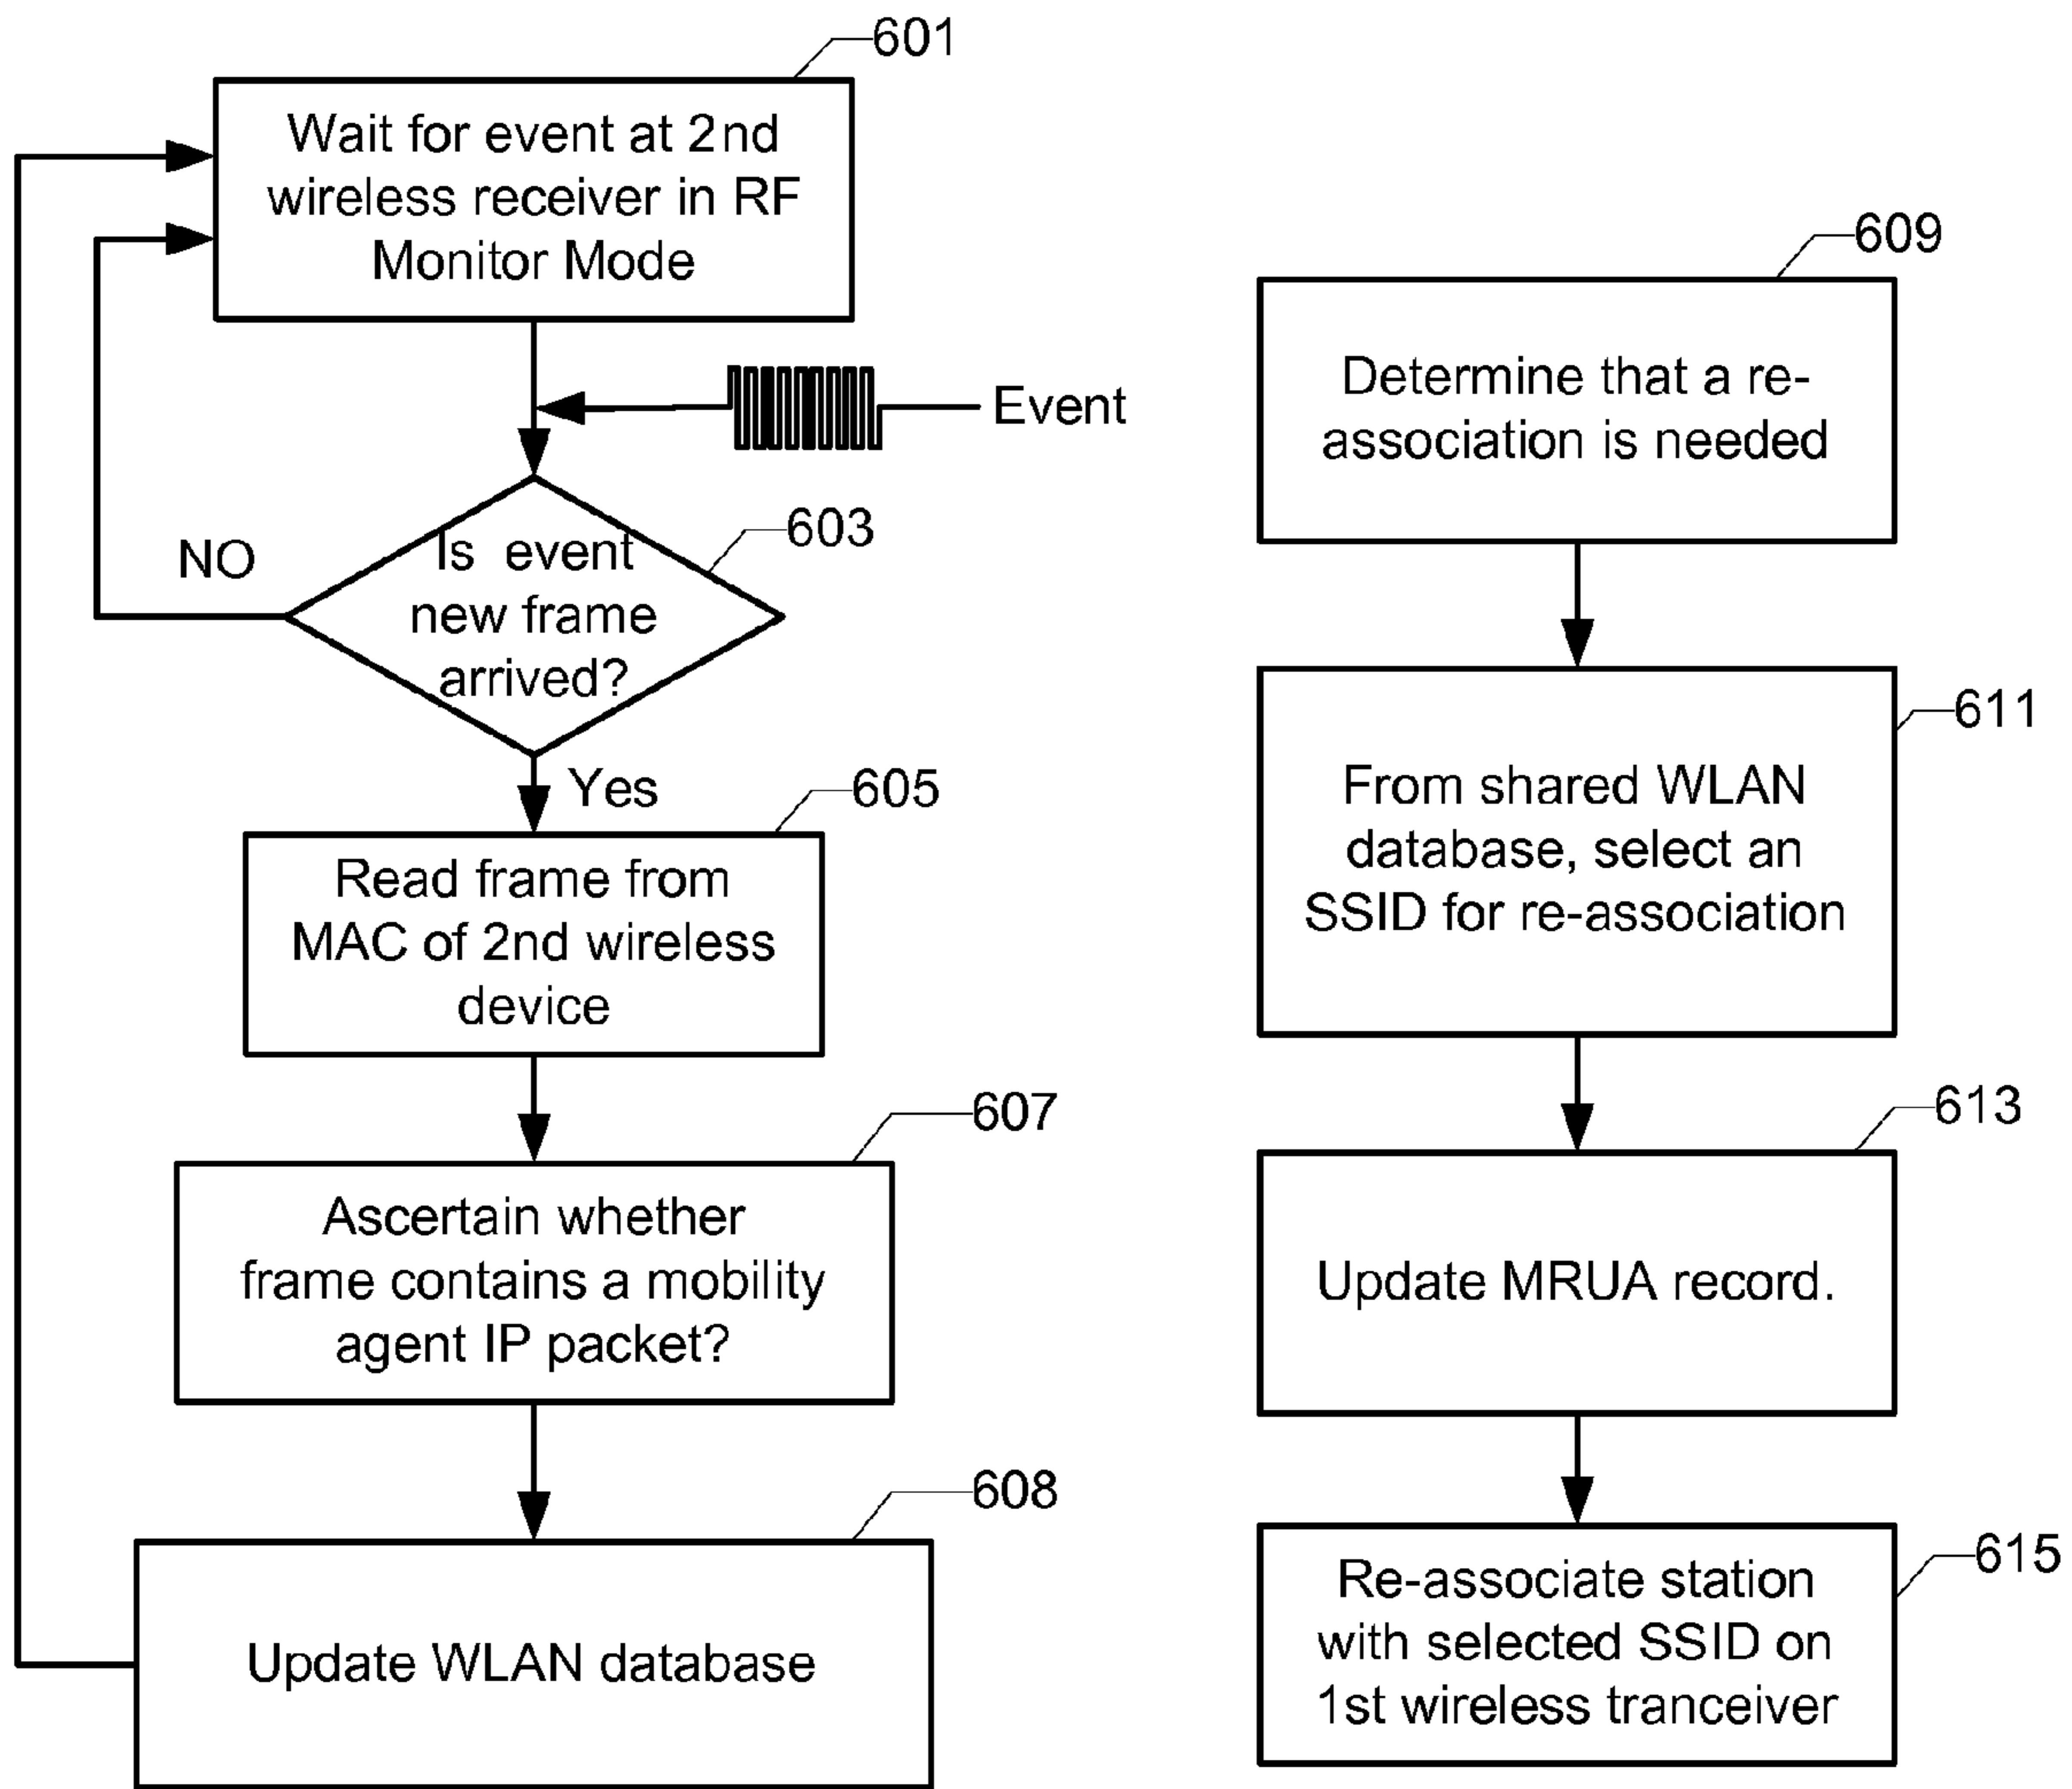 601
Wait for event at 2nd
wireless receiver in RF
Monitor Mode
Event
603
Is event
new frame
arrived?
NO
Yes
605
Read frame from
MAC of 2nd wireless
device
607
Ascertain whether
frame contains a mobility
agent IP packet?
608
Update WLAN database
609
Determine that a re-
association is needed
611
From shared WLAN
database, select an
SSID for re-association
613
Update MRUA record.
615
Re-associate station
with selected SSID on
1st wireless tranceiver